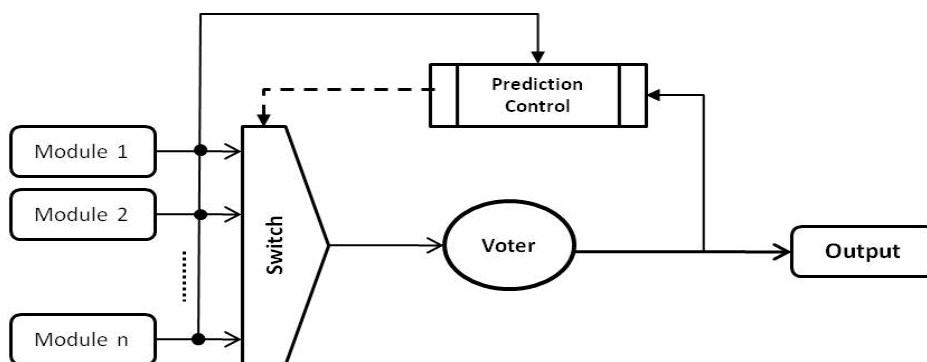 Prediction
Control
Module 1
Module 2
Switch
Voter
Output
Module n